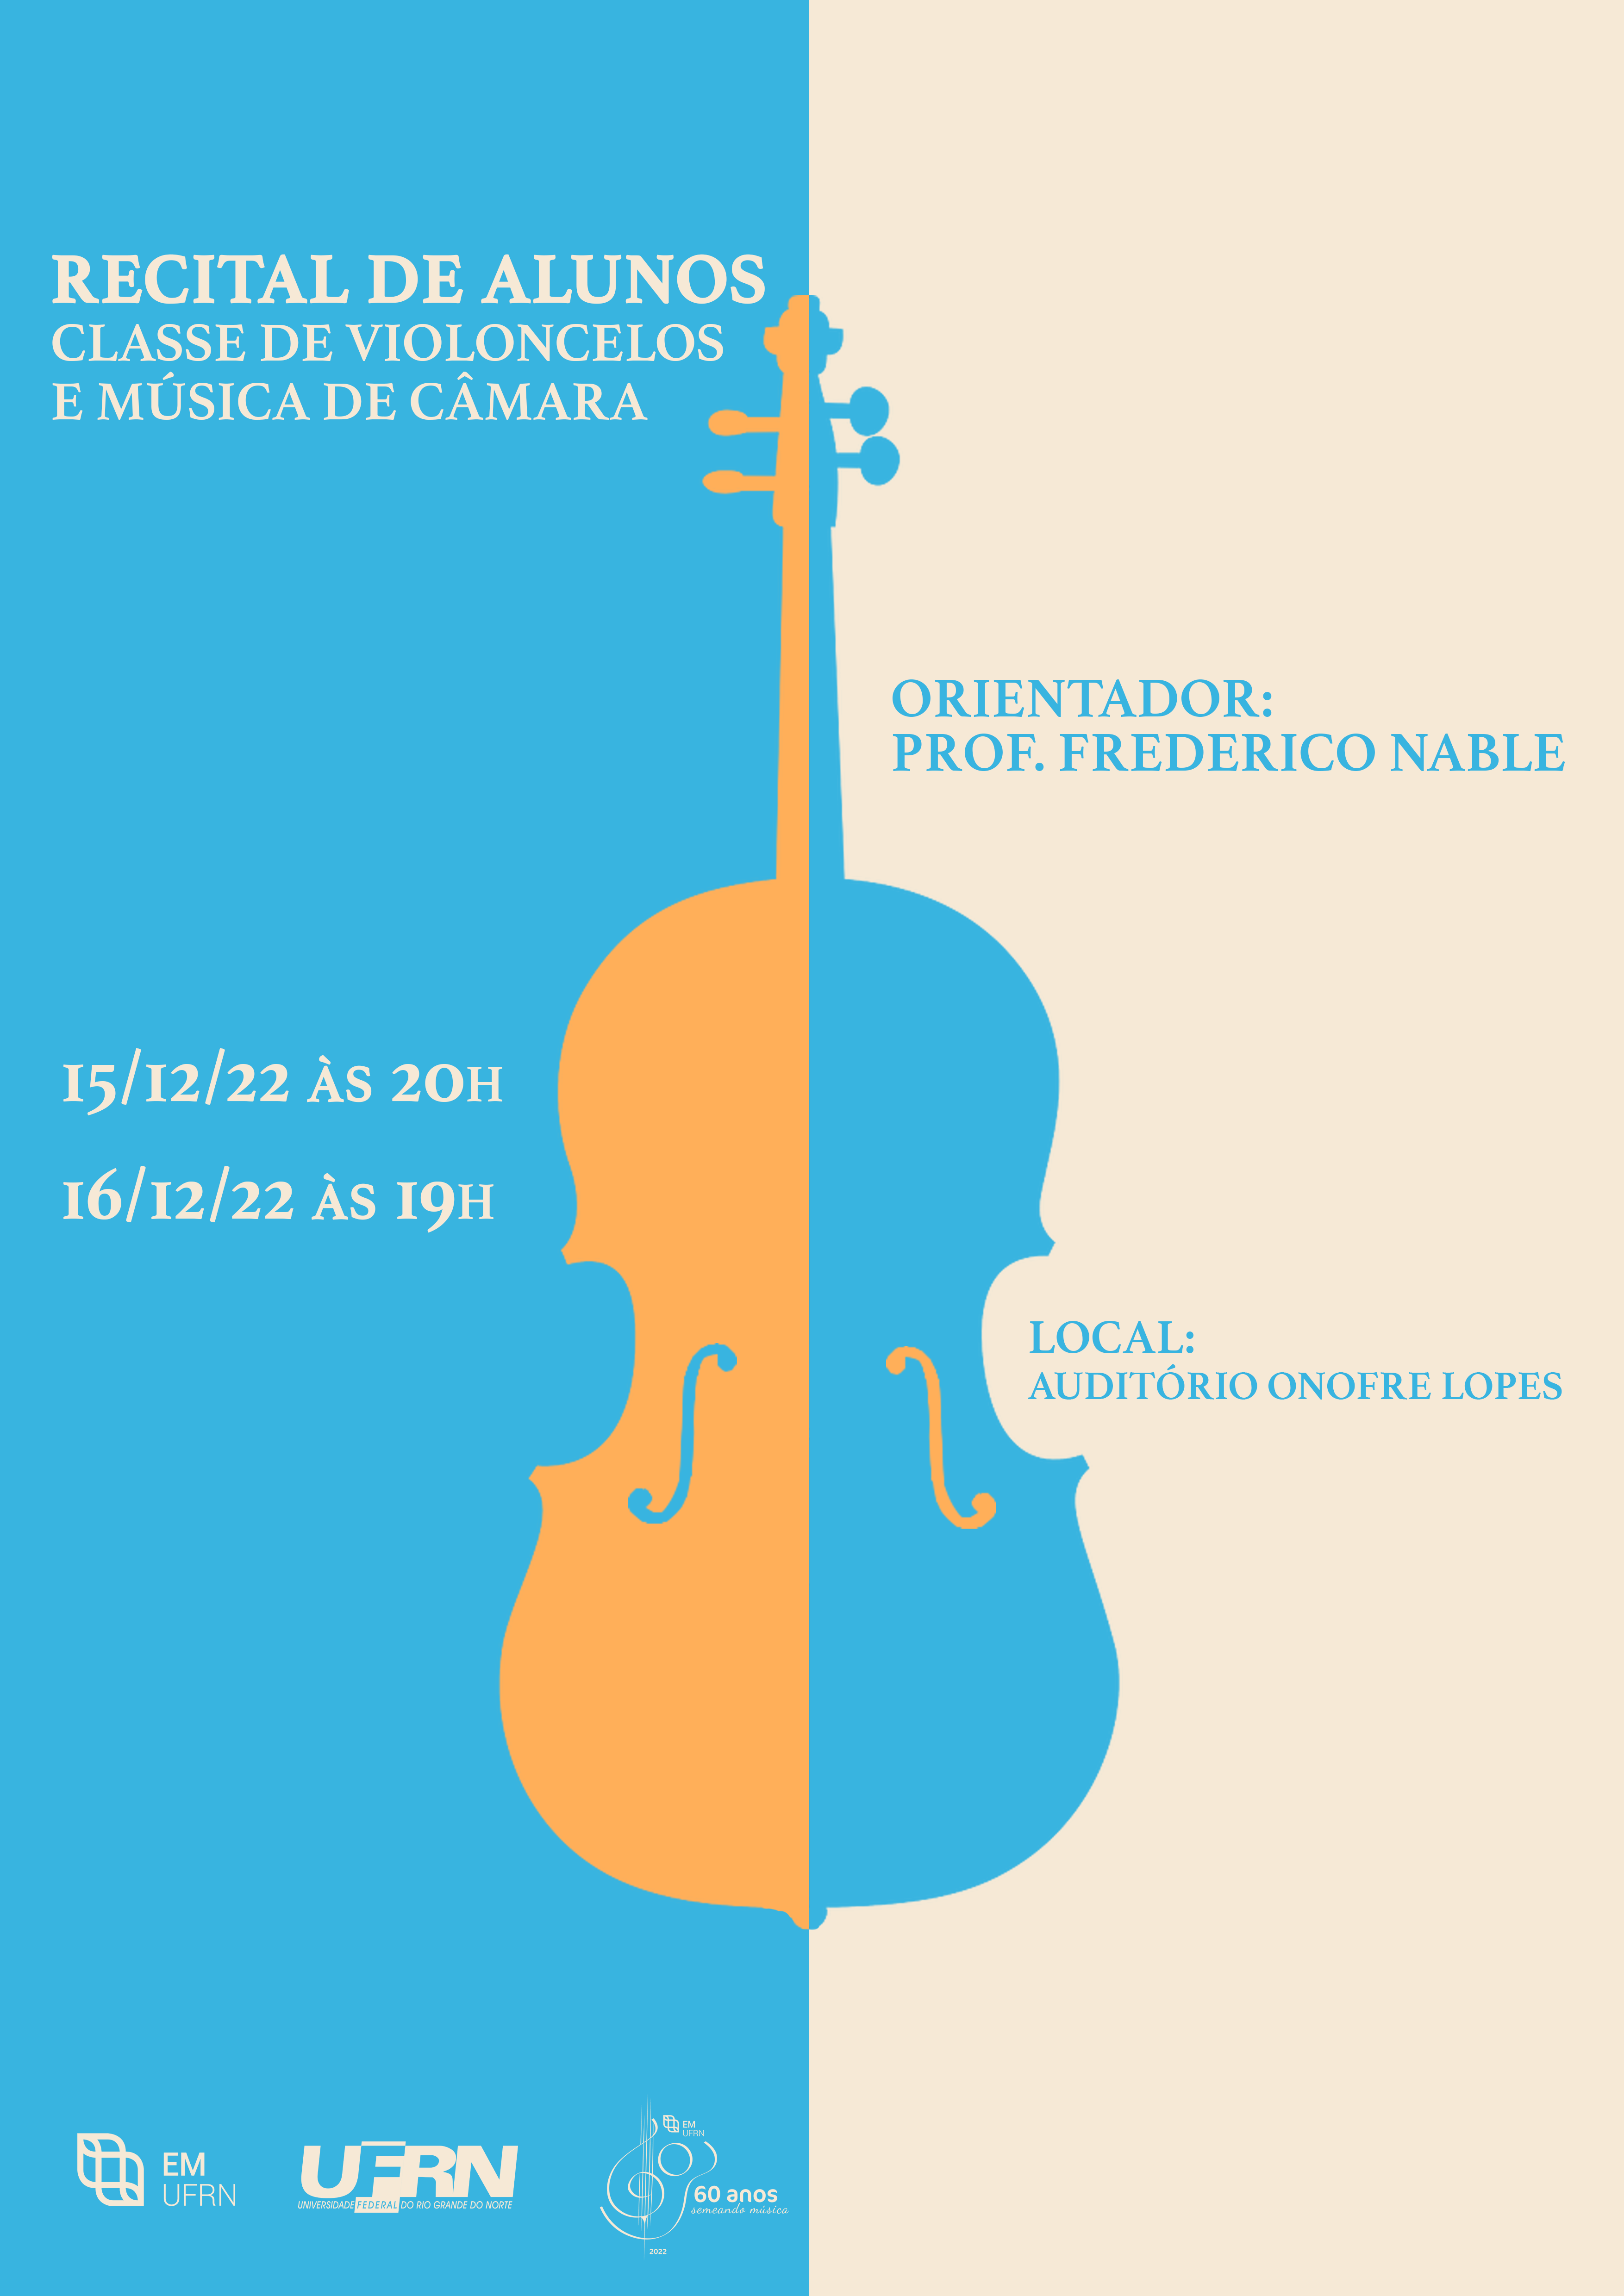 RECITAL DE ALUNOS
CLASSE DE VIOLONCELOS
E MÚSICA DE CÂMARA
ORIENTADOR:
PROF. FREDERICO NABLE
15/12/22 ÀS 20H
16/12/22 ÀS 19H
LOCAL:
AUDITÓRIO ONOFRE LOPES
EM
UFRN
UFRN
UNIVERSIDADE FEDERAL DO RIO GRANDE DO NORTE
EM
UFRN
60 anos
semeando música
2022